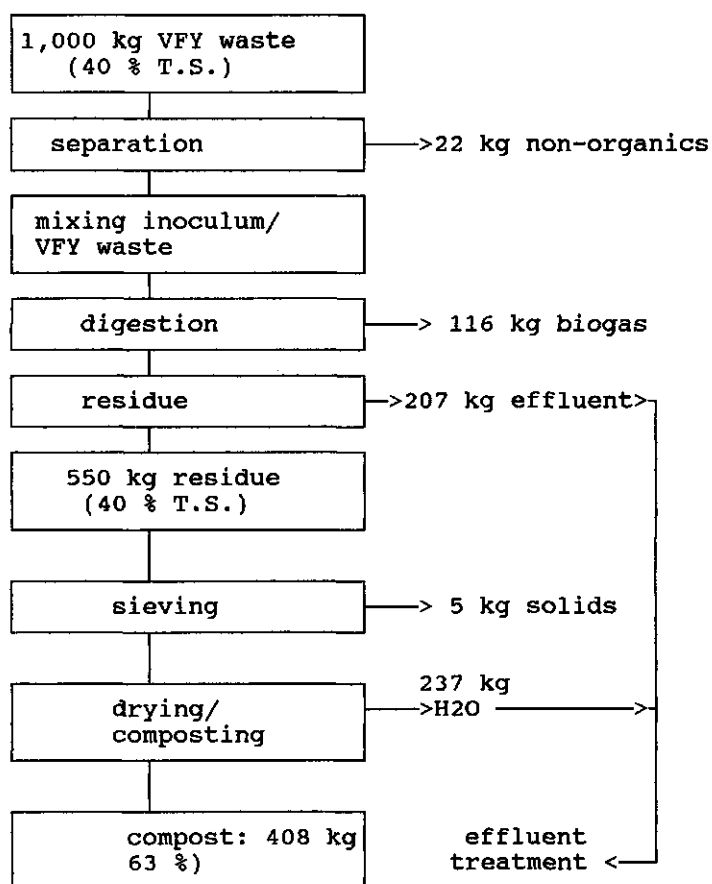 1,000 kg VFY waste
(40 % T.S.)
separation
>22 kg non-organics
mixing inoculum/
VFY waste
digestion
> 116 kg biogas
residue
>207 kg effluent>
550 kg residue
(40 % T.S.)
sieving
> 5 kg solids
237 kg
drying/
>H2O
>
composting
compost: 408 kg
63 %)
effluent
treatment <